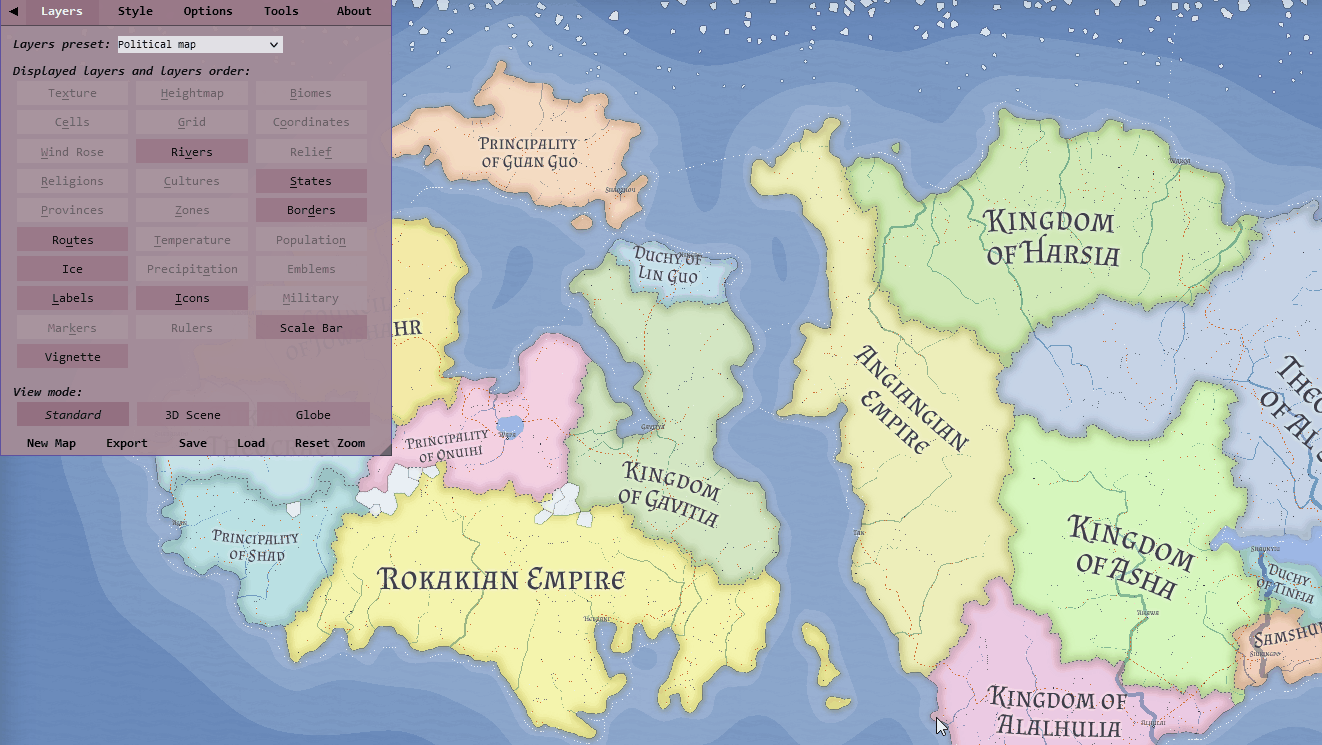 ◀ Layers Style Options Tools About
Layers preset: Political map
Displayed layers and layers order:
Texture Heightmap Biomes
Cells Grid Coordinates
Wind Rose Rivers Relief
Religions Cultures States
Provinces Zones Borders
Routes Temperature Population
Ice Precipitation Emblems
Labels Icons Military
Markers Rulers Scale Bar
Vignette
View mode:
Standard 3D Scene Globe
New Map Export Save Load Reset Zoom
Principality
of Guan Guo
Duchy of
Lin Guo
Kingdom
of Harsia
Angiangian
Empire
Principality
of Onuihi
Kingdom
of Gavitia
Principality
of Shad
Rokakian Empire
Kingdom
of Asha
Duchy
of Tinfia
Kingdom of
Alalhulia